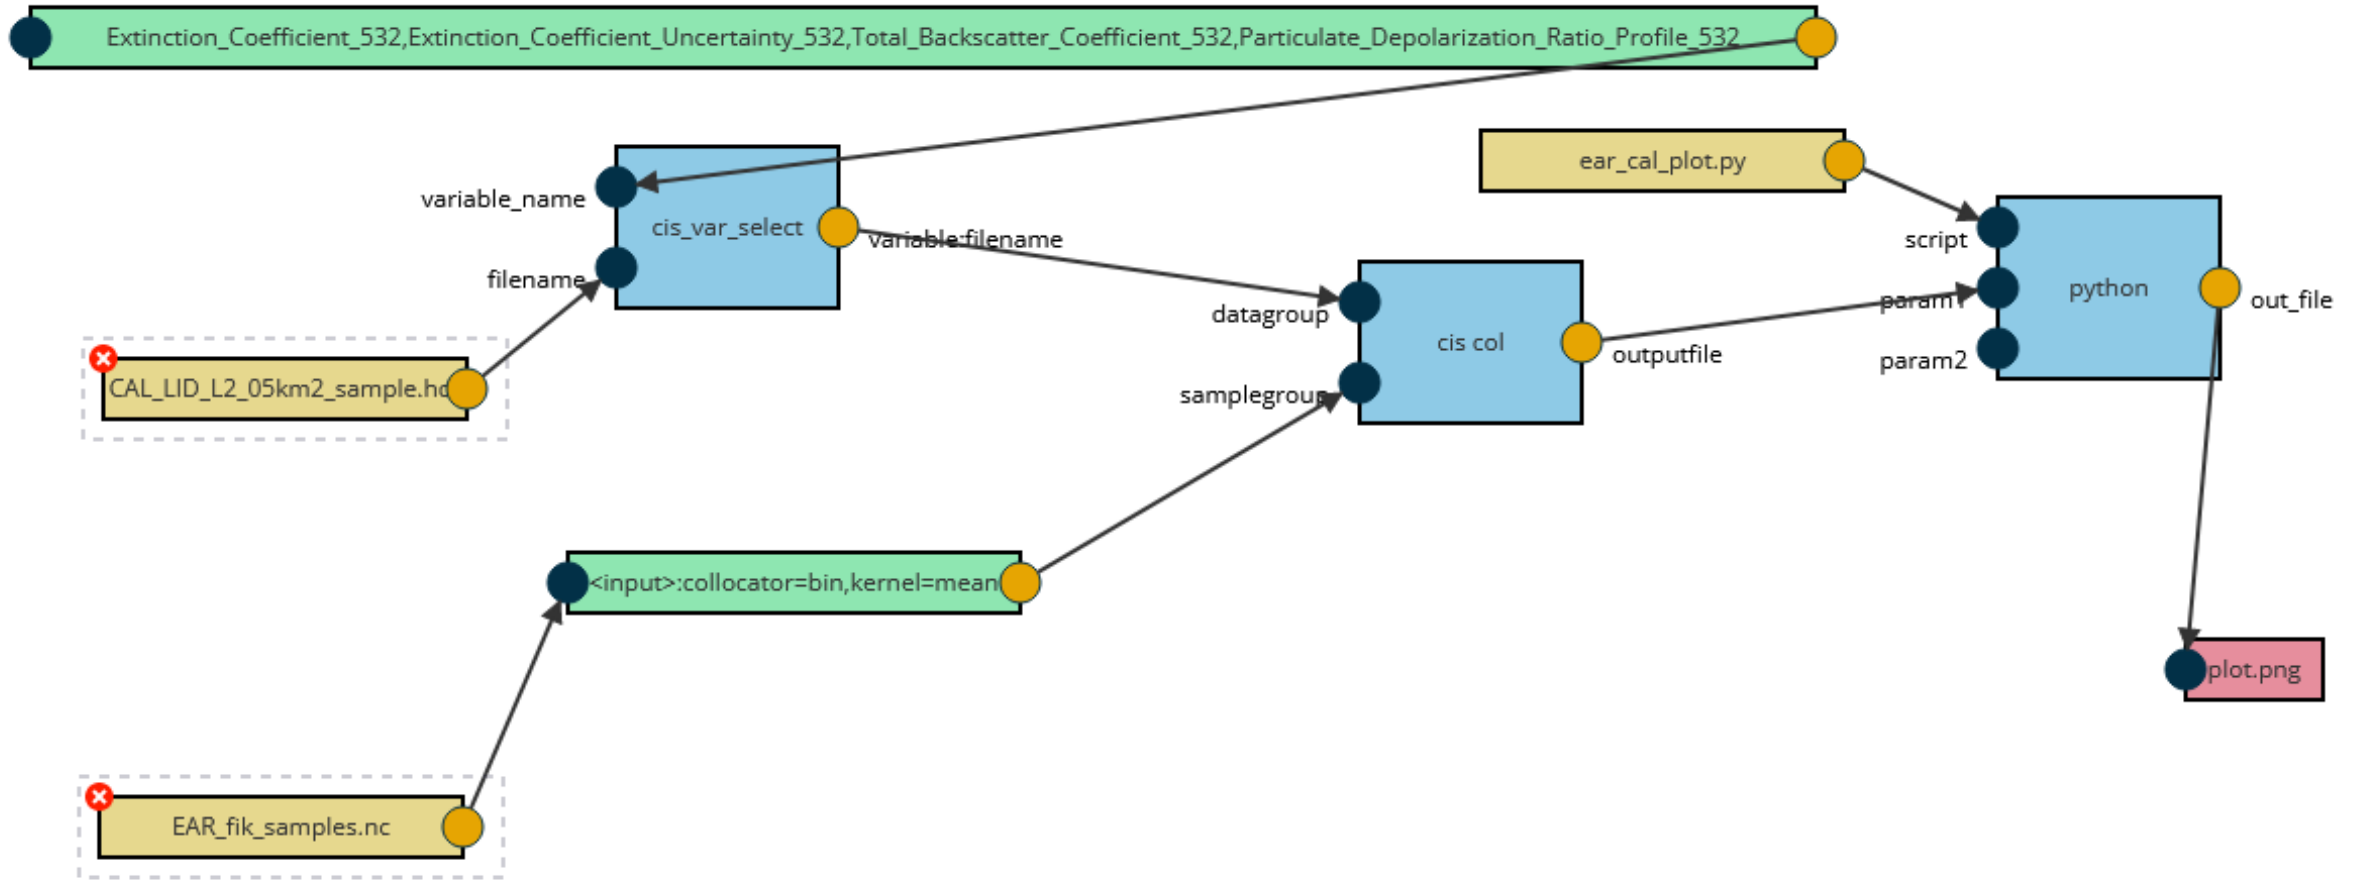 Extinction_Coefficient_532,Extinction_Coefficient_Uncertainty_532,Total_Backscatter_Coefficient_532,Particulate_Depolarization_Ratio_Profile_532
ear_cal_plot.py
variable_name
cis_var_select
variable:filename
script
filename
datagroup
param1
python
out_file
cis col
outputfile
param2
CAL_LID_L2_05km2_sample.hd
samplegroup
<input>:collocator=bin,kernel=mean
plot.png
EAR_fik_samples.nc